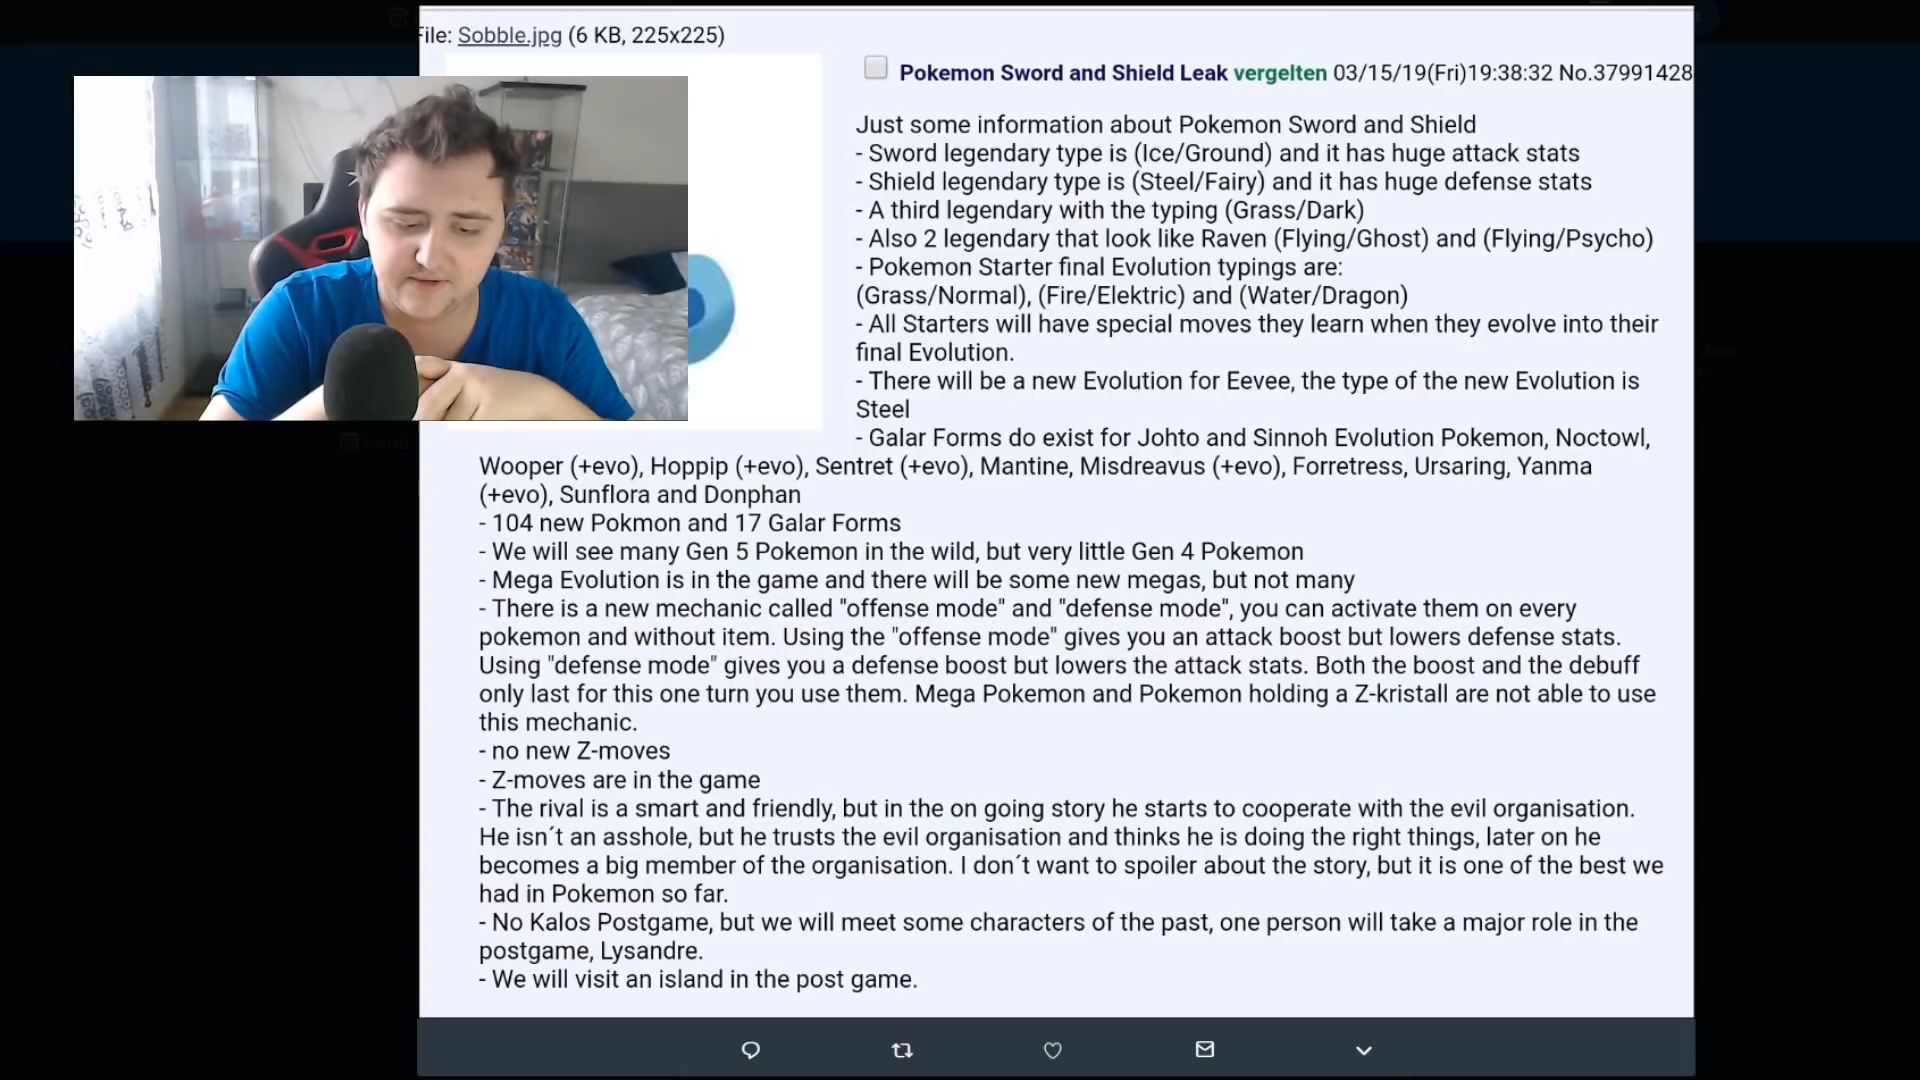 File: Sobble.jpg (6 KB, 225x225)
Pokemon Sword and Shield Leak vergelten 03/15/19(Fri)19:38:32 No.37991428
Just some information about Pokemon Sword and Shield
- Sword legendary type is (Ice/Ground) and it has huge attack stats
- Shield legendary type is (Steel/Fairy) and it has huge defense stats
- A third legendary with the typing (Grass/Dark)
- Also 2 legendary that look like Raven (Flying/Ghost) and (Flying/Psycho)
- Pokemon Starter final Evolution typings are:
(Grass/Normal), (Fire/Elektric) and (Water/Dragon)
- All Starters will have special moves they learn when they evolve into their
final Evolution.
- There will be a new Evolution for Eevee, the type of the new Evolution is
Steel
- Galar Forms do exist for Johto and Sinnoh Evolution Pokemon, Noctowl,
Wooper (+evo), Hoppip (+evo), Sentret (+evo), Mantine, Misdreavus (+evo), Forretress, Ursaring, Yanma
(+evo), Sunflora and Donphan
- 104 new Pokmon and 17 Galar Forms
- We will see many Gen 5 Pokemon in the wild, but very little Gen 4 Pokemon
- Mega Evolution is in the game and there will be some new megas, but not many
- There is a new mechanic called "offense mode" and "defense mode", you can activate them on every
pokemon and without item. Using the "offense mode" gives you an attack boost but lowers defense stats.
Using "defense mode" gives you a defense boost but lowers the attack stats. Both the boost and the debuff
only last for this one turn you use them. Mega Pokemon and Pokemon holding a Z-kristall are not able to use
this mechanic.
- no new Z-moves
- Z-moves are in the game
- The rival is a smart and friendly, but in the on going story he starts to cooperate with the evil organisation.
He isn´t an asshole, but he trusts the evil organisation and thinks he is doing the right things, later on he
becomes a big member of the organisation. I don´t want to spoiler about the story, but it is one of the best we
had in Pokemon so far.
- No Kalos Postgame, but we will meet some characters of the past, one person will take a major role in the
postgame, Lysandre.
- We will visit an island in the post game.